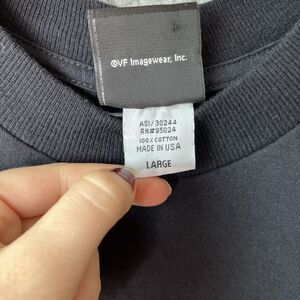 ©VF Imagewear, Inc.
ASI/30244
RN#95024
100% COTTON
MADE IN USA
LARGE